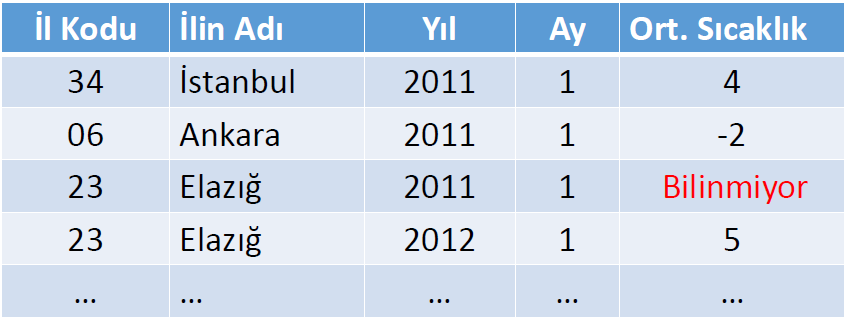 İl Kodu İlin Adı Yıl Ay Ort. Sıcaklık
34 İstanbul 2011 1 4
06 Ankara 2011 1 -2
23 Elazığ 2011 1 Bilinmiyor
23 Elazığ 2012 1 5
... ... ... ... ...